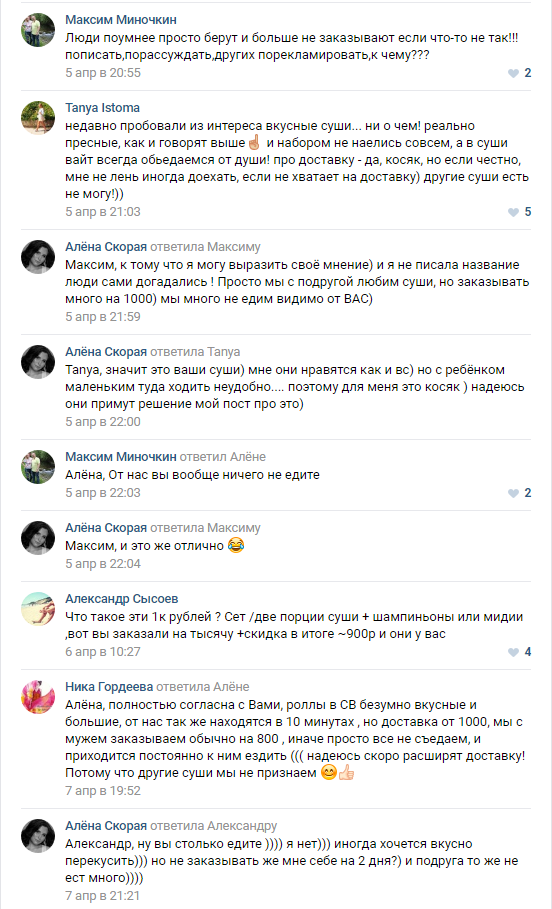 Максим Миночкин
Люди поумнее просто берут и больше не заказывают если что-то не так!!!
пописать,порассуждать,других порекламировать,к чему???
5 апр в 20:55
2
Tanya Istoma
недавно пробовали из интереса вкусные суши... ни о чем! реально
пресные, как и говорят выше☝🏼 и набором не наелись совсем, а в суши
вайт всегда обьедаемся от души! про доставку - да, косяк, но если честно,
мне не лень иногда доехать, если не хватает на доставку) другие суши есть
не могу!))
5 апр в 21:03
5
Алёна Скорая ответила Максиму
Максим, к тому что я могу выразить своё мнение) и я не писала название
люди сами догадались ! Просто мы с подругой любим суши, но заказывать
много на 1000) мы много не едим видимо от ВАС)
5 апр в 21:59
Алёна Скорая ответила Tanya
Tanya, значит это ваши суши) мне они нравятся как и вс) но с ребёнком
маленьким туда ходить неудобно.... поэтому для меня это косяк ) надеюсь
они примут решение мой пост про это)
5 апр в 22:00
Максим Миночкин ответил Алёне
Алёна, От нас вы вообще ничего не едите
5 апр в 22:03
2
Алёна Скорая ответила Максиму
Максим, и это же отлично 😂
5 апр в 22:04
Александр Сысоев
Что такое эти 1к рублей ? Сет /две порции суши + шампиньоны или мидии
,вот вы заказали на тысячу +скидка в итоге ~900р и они у вас
6 апр в 10:27
4
Ника Гордеева ответила Алёне
Алёна, полностью согласна с Вами, роллы в СВ безумно вкусные и
большие, от нас так же находятся в 10 минутах , но доставка от 1000, мы с
мужем заказываем обычно на 800 , иначе просто все не съедаем, и
приходится постоянно к ним ездить ((( надеюсь скоро расширят доставку!
Потому что другие суши мы не признаем 😊👍🏻
7 апр в 19:52
Алёна Скорая ответила Александру
Александр, ну вы столько едите )))) я нет))) иногда хочется вкусно
перекусить))) но не заказывать же мне себе на 2 дня?) и подруга то же не
ест много))))
7 апр в 21:21